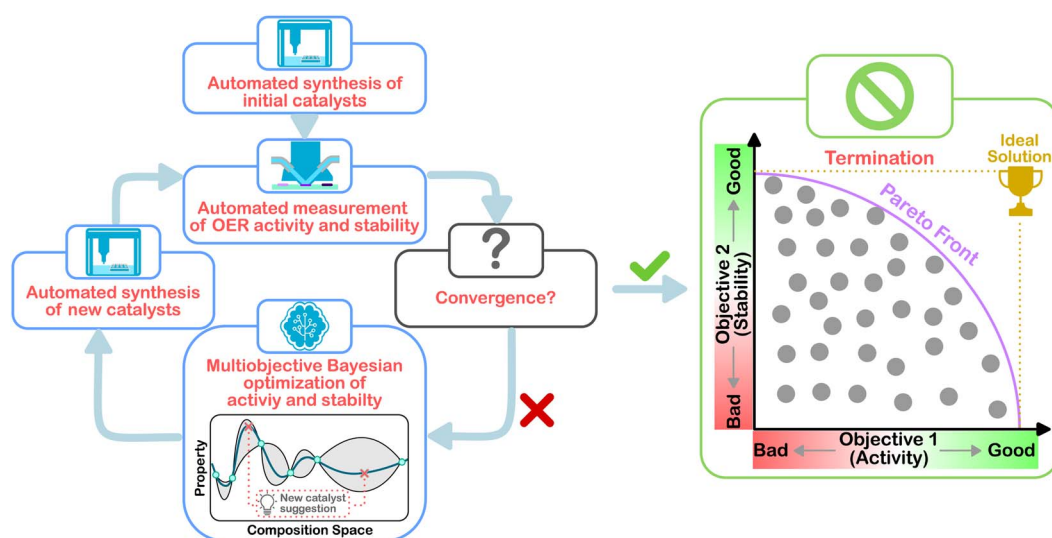 Automated synthesis of
initial catalysts
Automated measurement
of OER activity and stability
?
Convergence?
Automated synthesis
of new catalysts
Multiobjective Bayesian
optimization of
activiy and stabilty
Property
New catalyst
suggestion
Composition Space
Termination
Ideal
Solution
Pareto Front
Good
Objective 2
(Stability)
Bad
Bad
Objective 1
(Activity)
Good